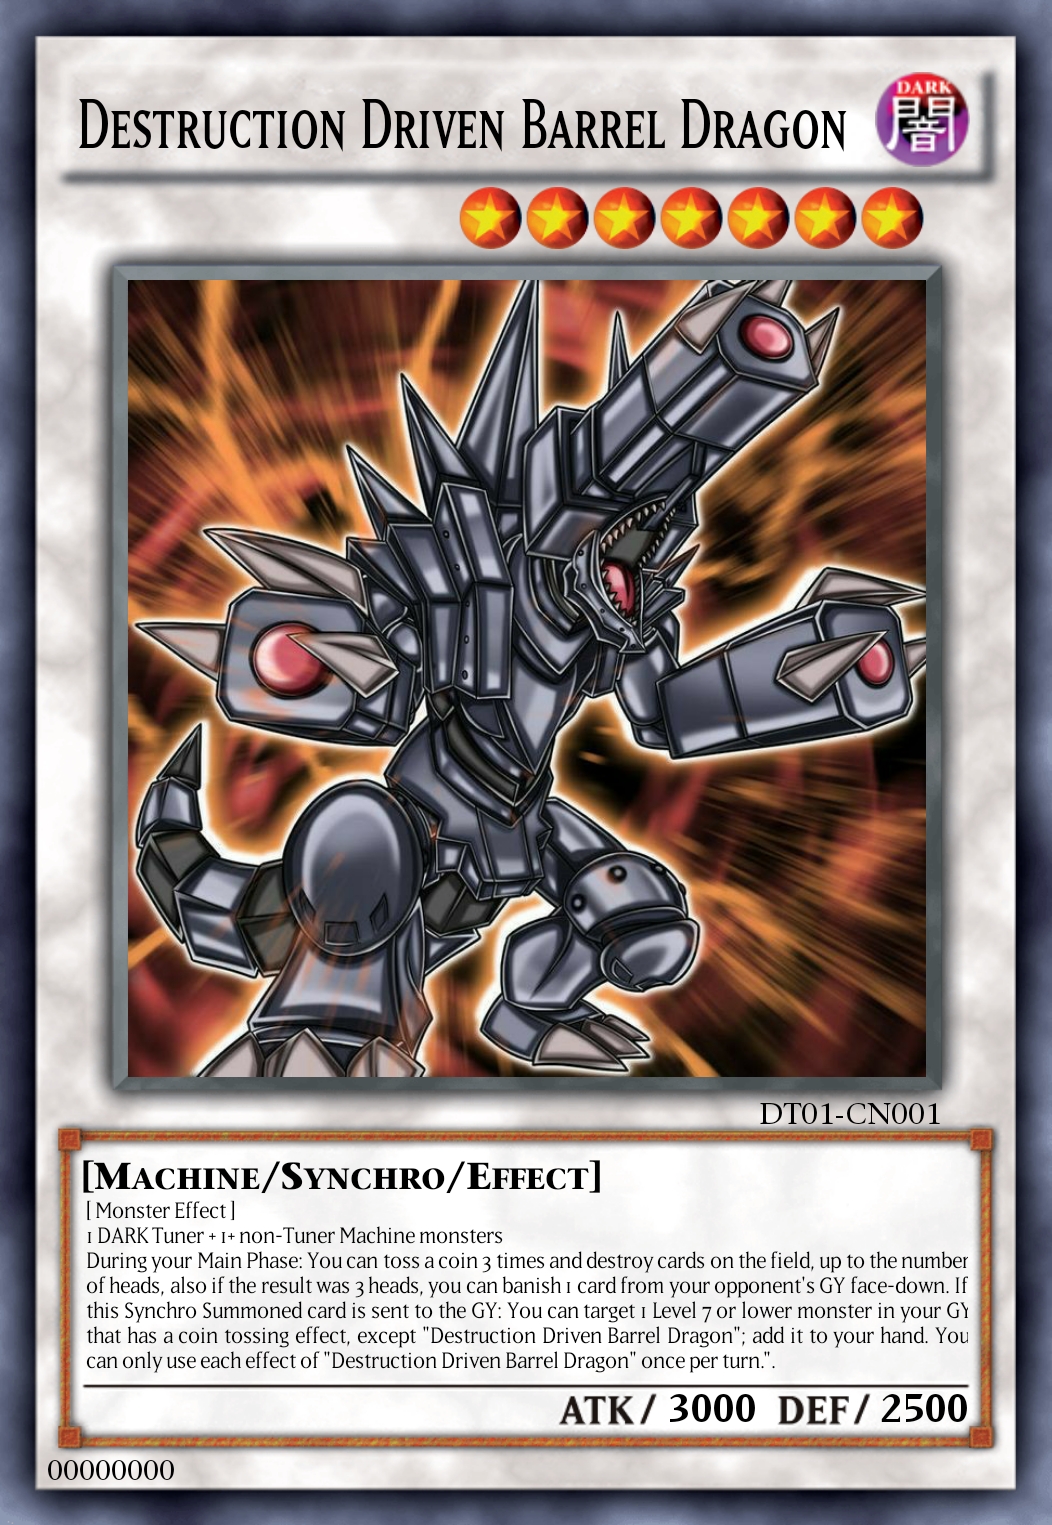 DESTRUCTION DRIVEN BARREL DRAGON
DARK
闇
DT01-CN001
[MACHINE/SYNCHRO/EFFECT]
[ Monster Effect ]
1 DARK Tuner + 1+ non-Tuner Machine monsters
During your Main Phase: You can toss a coin 3 times and destroy cards on the field, up to the number
of heads, also if the result was 3 heads, you can banish 1 card from your opponent's GY face-down. If
this Synchro Summoned card is sent to the GY: You can target 1 Level 7 or lower monster in your GY
that has a coin tossing effect, except "Destruction Driven Barrel Dragon"; add it to your hand. You
can only use each effect of "Destruction Driven Barrel Dragon" once per turn.".
ATK/ 3000 DEF/ 2500
00000000